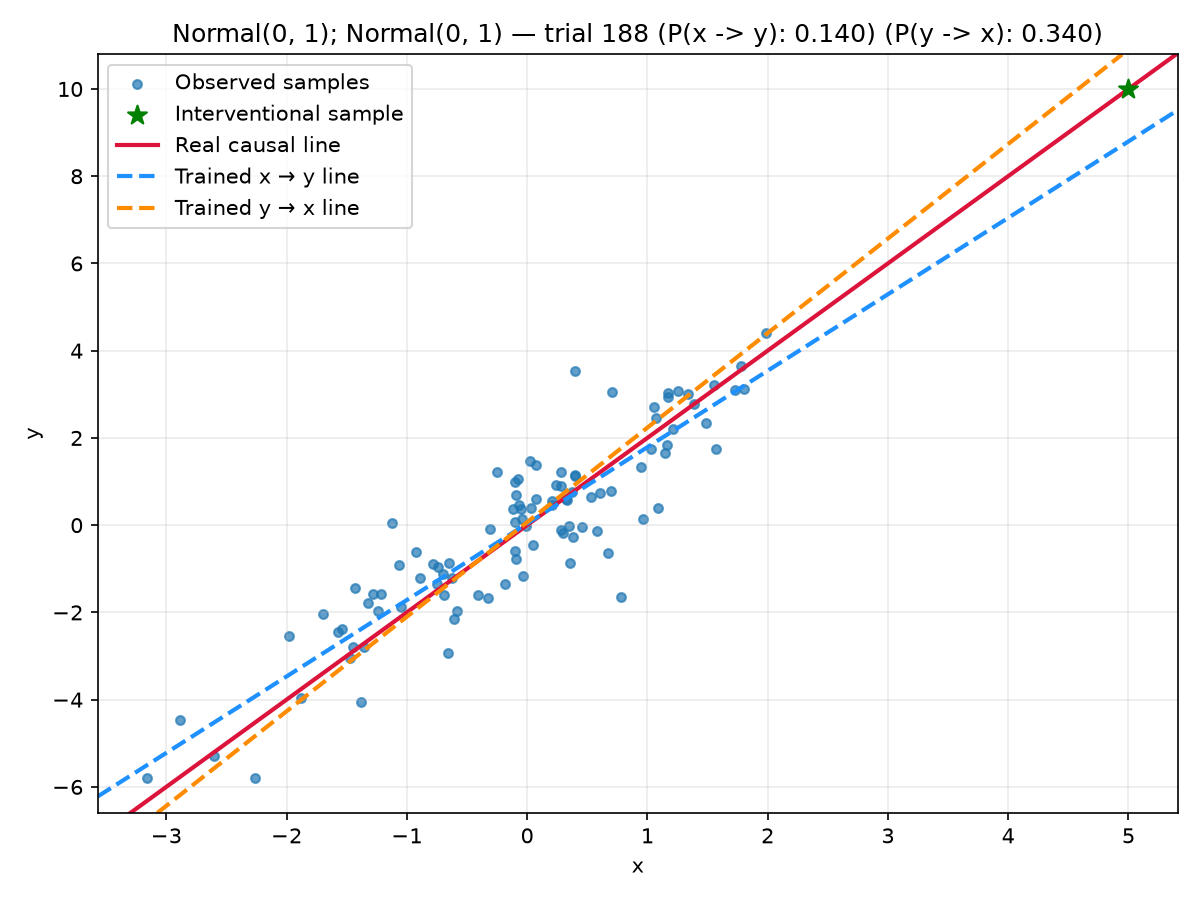 Normal(0, 1); Normal(0, 1) — trial 188 (P(x -> y): 0.140) (P(y -> x): 0.340)
Observed samples
Interventional sample
Real causal line
Trained x → y line
Trained y → x line
10
8
6
4
2
0
−2
−4
−6
y
−3 −2 −1 0 1 2 3 4 5
x